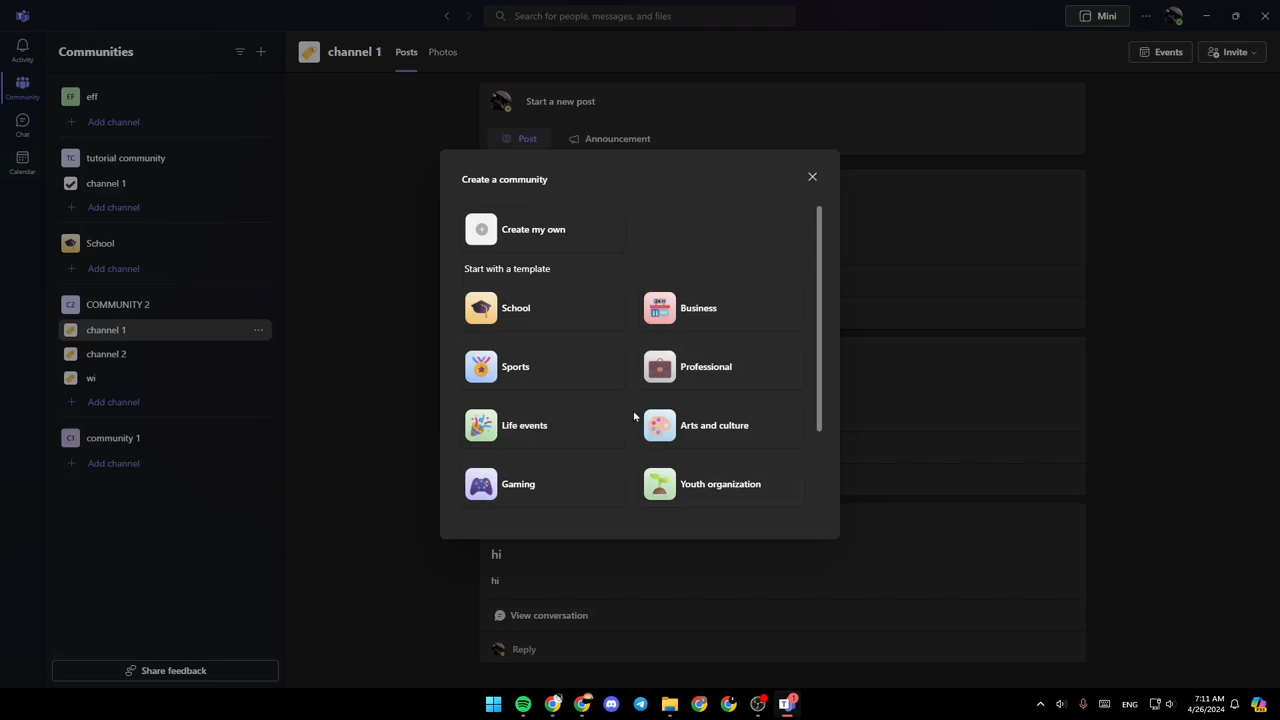 Search for people, messages, and files
Mini
Activity
Community
Chat
Calendar
Communities
EF eff
Add channel
TC tutorial community
channel 1
Add channel
School
Add channel
C2 COMMUNITY 2
channel 1
channel 2
wi
Add channel
C1 community 1
Add channel
Share feedback
channel 1 Posts Photos
Events
Invite
Start a new post
Post Announcement
Create a community
Create my own
Start with a template
School Business
Sports Professional
Life events Arts and culture
Gaming Youth organization
hi
hi
View conversation
Reply
ENG
7:11 AM
4/26/2024